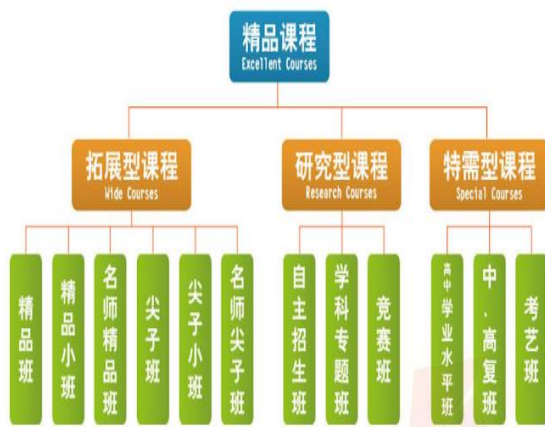 精品课程
Excellent Courses
拓展型课程
Wide Courses
研究型课程
Research Courses
特需型课程
Special Courses
精品班
精品小班
名师精品班
尖子班
尖子小班
名师尖子班
自主招生班
学科专题班
竞赛班
高中学业水平班
中、高复班
考艺班